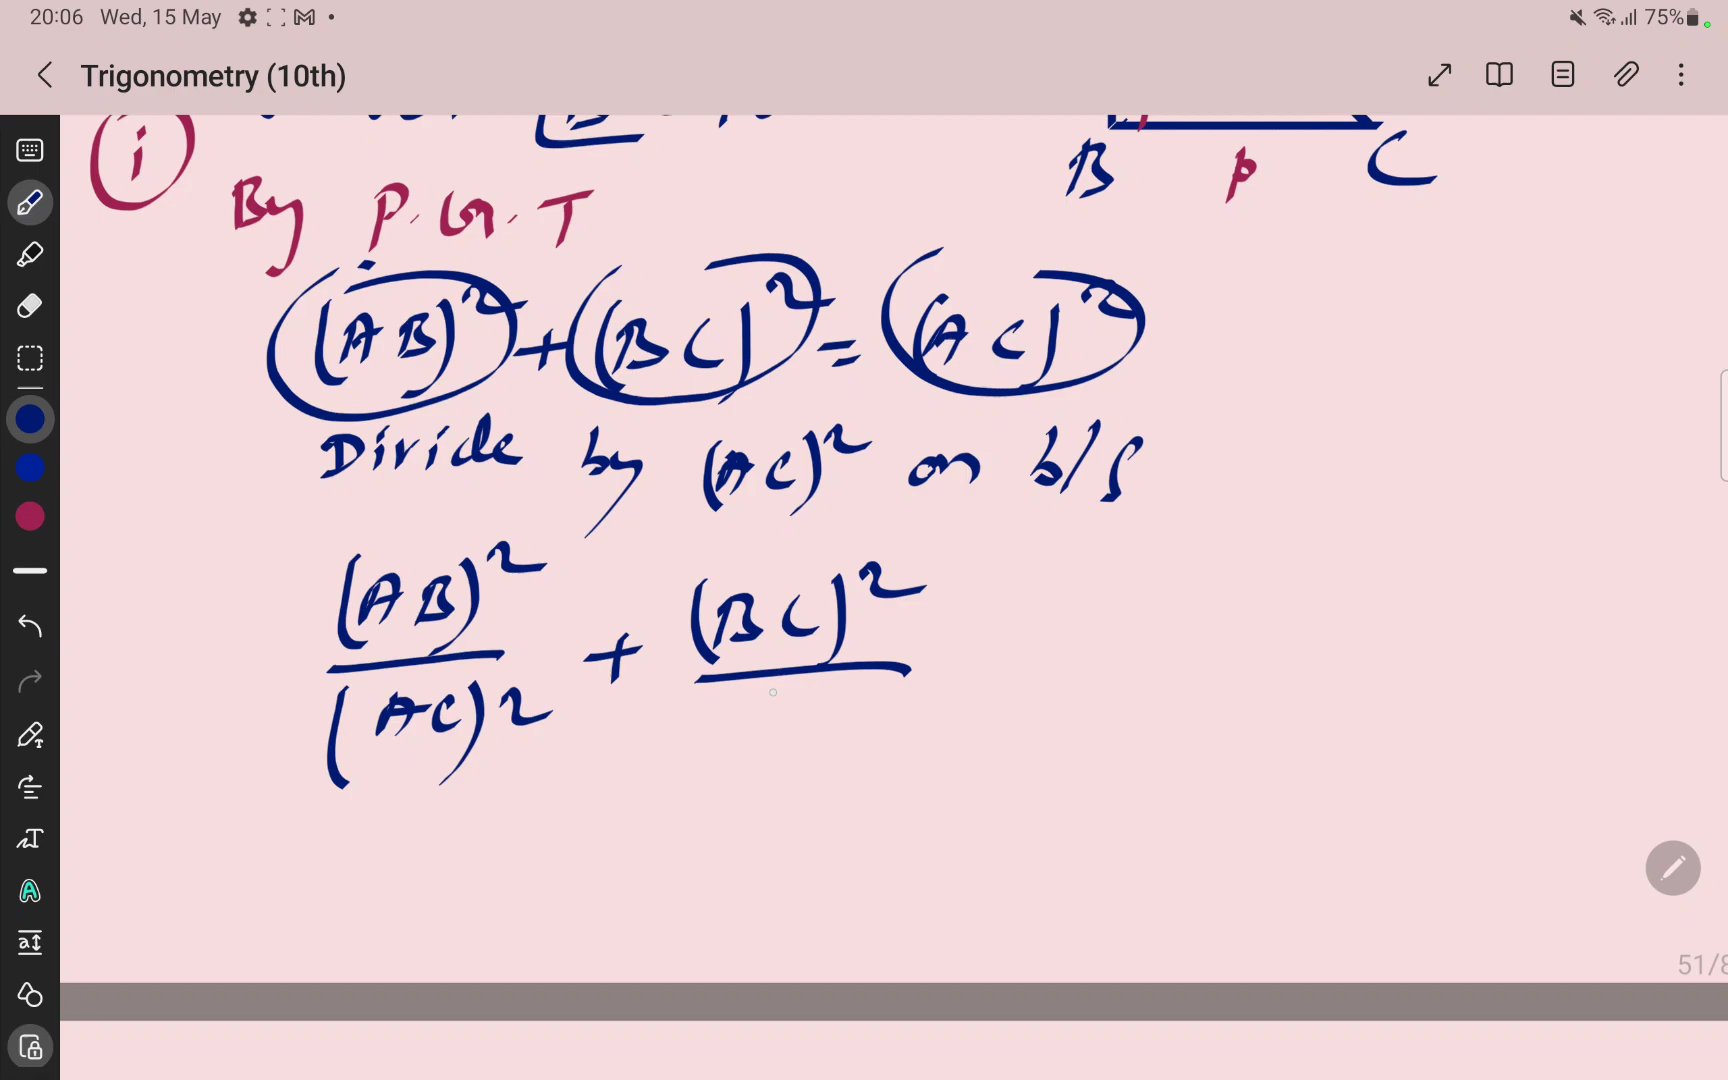 20:06 Wed, 15 May 75%
Trigonometry (10th)
i
B C
p
By P.G.T
(AB)² + (BC)² = (AC)²
Divide by (AC)² on b/s
(AB)² + (BC)²
(AC)2
51/8